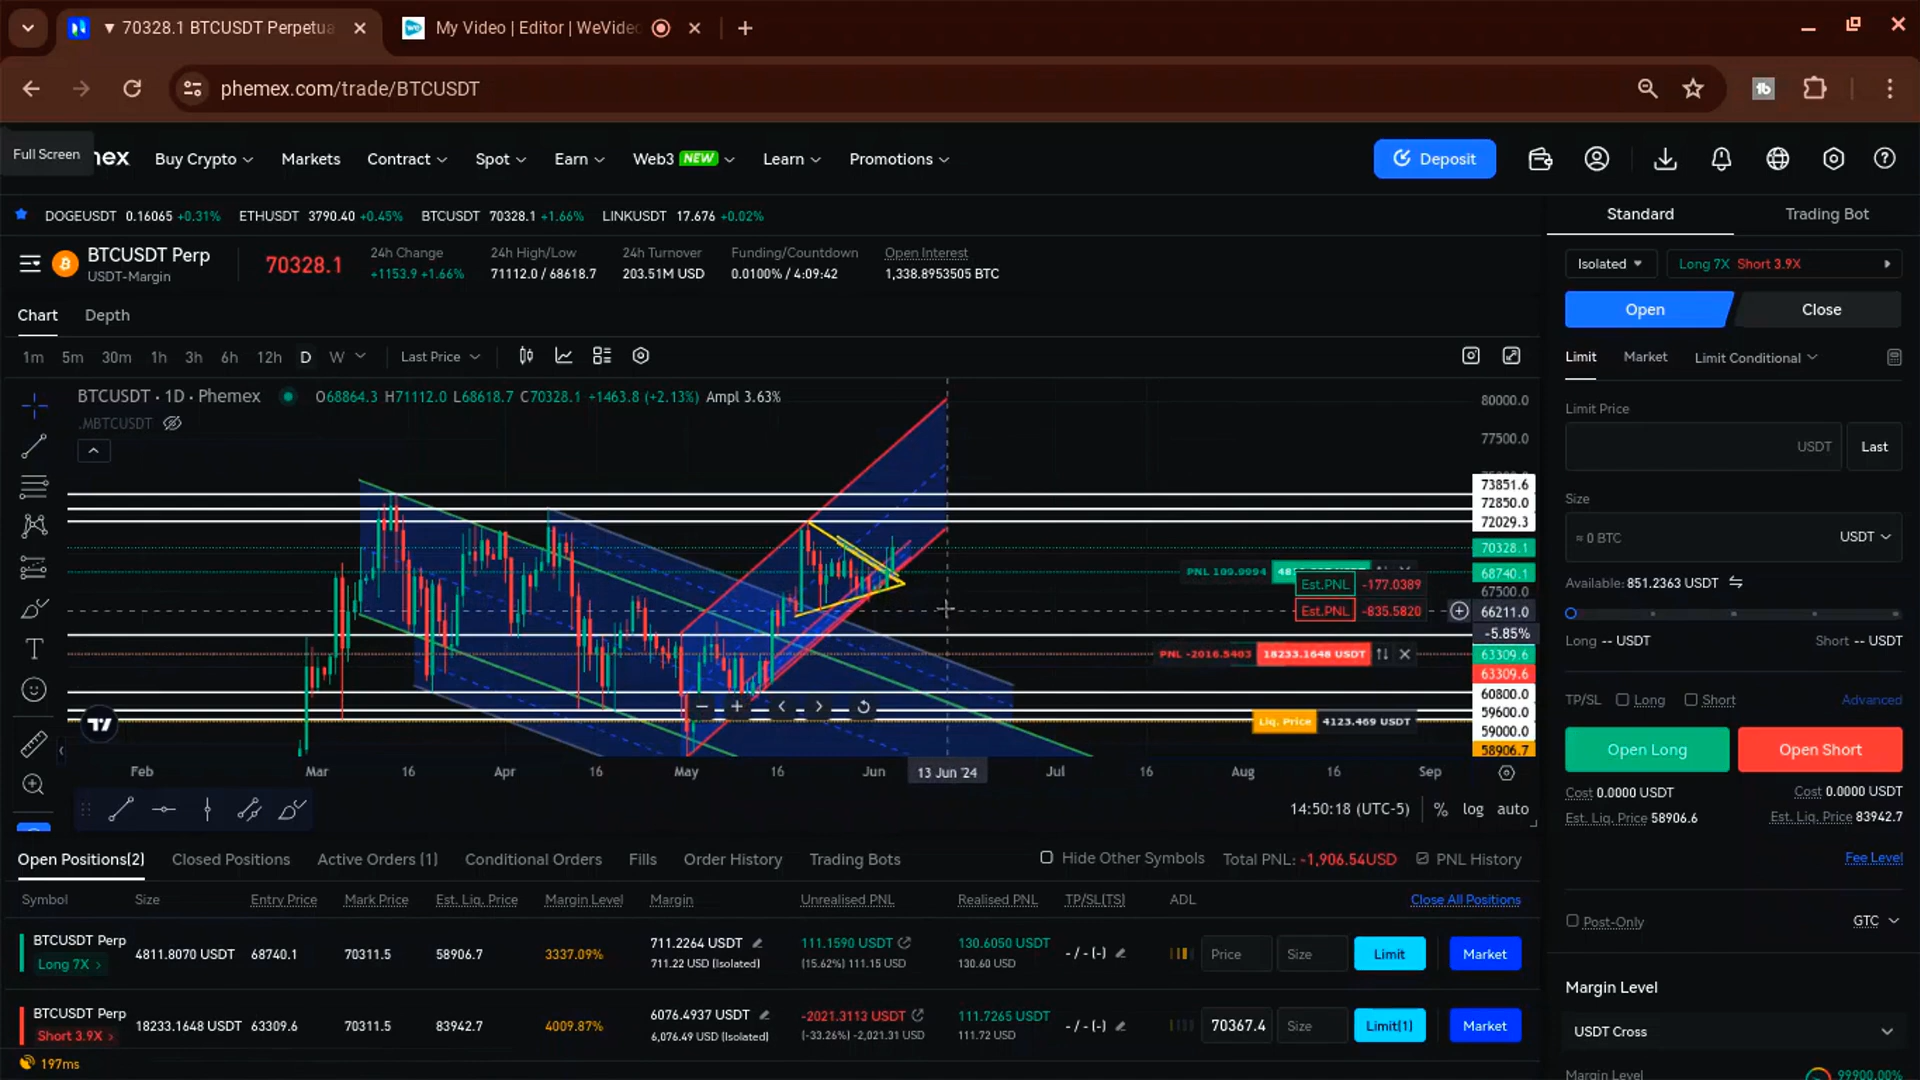 ▼ 70328.1 BTCUSDT Perpetua
My Video | Editor | WeVideo
phemex.com/trade/BTCUSDT
Full Screen
mex
Buy Crypto
Markets
Contract
Spot
Earn
Web3 NEW
Learn
Promotions
Deposit
DOGEUSDT 0.16065 +0.31% ETHUSDT 3790.40 +0.45% BTCUSDT 70328.1 +1.66% LINKUSDT 17.676 +0.02%
Standard
Trading Bot
BTCUSDT Perp
USDT-Margin
70328.1
24h Change
+1153.9 +1.66%
24h High/Low
71112.0 / 68618.7
24h Turnover
203.51M USD
Funding/Countdown
0.0100% / 4:09:42
Open Interest
1,338.8953505 BTC
Isolated
Long 7X Short 3.9X
Open
Close
Chart
Depth
1m 5m 30m 1h 3h 6h 12h D W
Last Price
Limit
Market
Limit Conditional
BTCUSDT · 1D · Phemex
O68864.3 H71112.0 L68618.7 C70328.1 +1463.8 (+2.13%) Ampl 3.63%
.MBTCUSDT
Limit Price
USDT
Last
Size
≈ 0 BTC
USDT
Available: 851.2363 USDT
Long -- USDT
Short -- USDT
TP/SL
Long
Short
Advanced
Open Long
Open Short
Cost 0.0000 USDT
Cost 0.0000 USDT
Est. Liq. Price 58906.6
Est. Liq. Price 83942.7
Fee Level
Post-Only
GTC
Margin Level
USDT Cross
Margin Level
99900.00%
80000.0
77500.0
73851.6
72850.0
72029.3
70328.1
68740.1
67500.0
66211.0
-5.85%
63309.6
63309.6
60800.0
59600.0
59000.0
58906.7
PNL 109.9994
Est.PNL -177.0389
Est.PNL -835.5820
PNL -2016.5403
18233.1648 USDT
Liq. Price
4123.469 USDT
Feb
Mar
16
Apr
16
May
16
Jun
13 Jun '24
Jul
16
Aug
16
Sep
14:50:18 (UTC-5)
% log auto
Open Positions(2)
Closed Positions
Active Orders (1)
Conditional Orders
Fills
Order History
Trading Bots
Hide Other Symbols
Total PNL: -1,906.54USD
PNL History
Symbol
Size
Entry Price
Mark Price
Est. Liq. Price
Margin Level
Margin
Unrealised PNL
Realised PNL
TP/SL(TS)
ADL
Close All Positions
BTCUSDT Perp
Long 7X >
4811.8070 USDT
68740.1
70311.5
58906.7
3337.09%
711.2264 USDT
711.22 USD (Isolated)
111.1590 USDT
(15.62%) 111.15 USD
130.6050 USDT
130.60 USD
- / - (-)
Price
Size
Limit
Market
BTCUSDT Perp
Short 3.9X >
18233.1648 USDT
63309.6
70311.5
83942.7
4009.87%
6076.4937 USDT
6,076.49 USD (Isolated)
-2021.3113 USDT
(-33.26%) -2,021.31 USD
111.7265 USDT
111.72 USD
- / - (-)
70367.4
Size
Limit(1)
Market
197ms